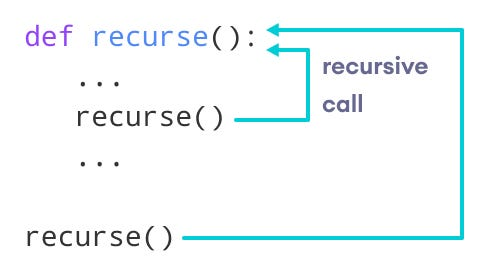 def recurse():
...
recurse()
...
recurse()
recursive
call